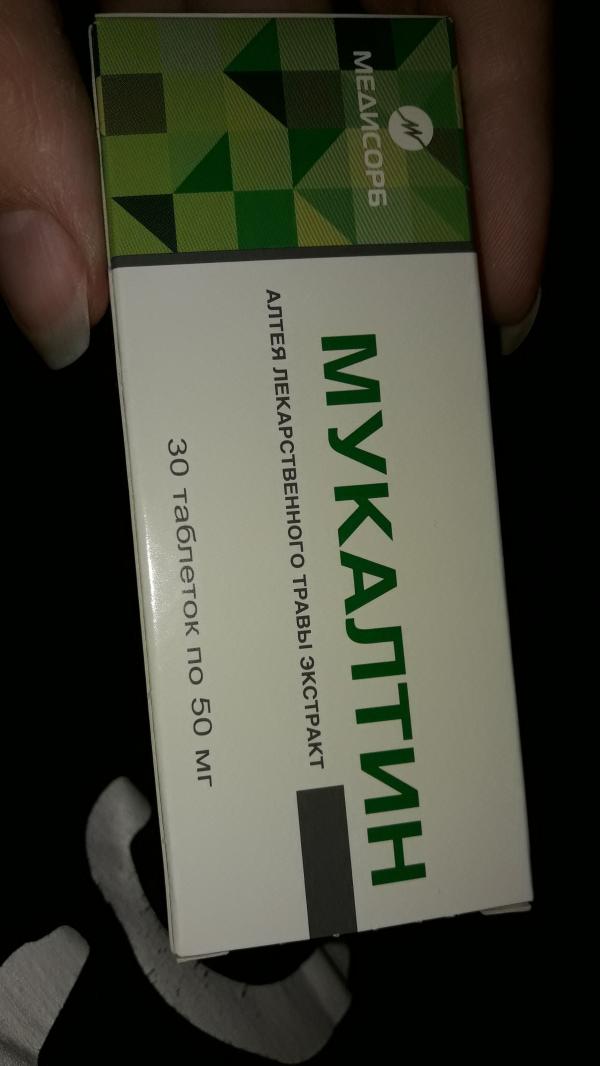 МЕДИСОРБ
МУКАЛТИН
АЛТЕЯ ЛЕКАРСТВЕННОГО ТРАВЫ ЭКСТРАКТ
30 таблеток по 50 мг